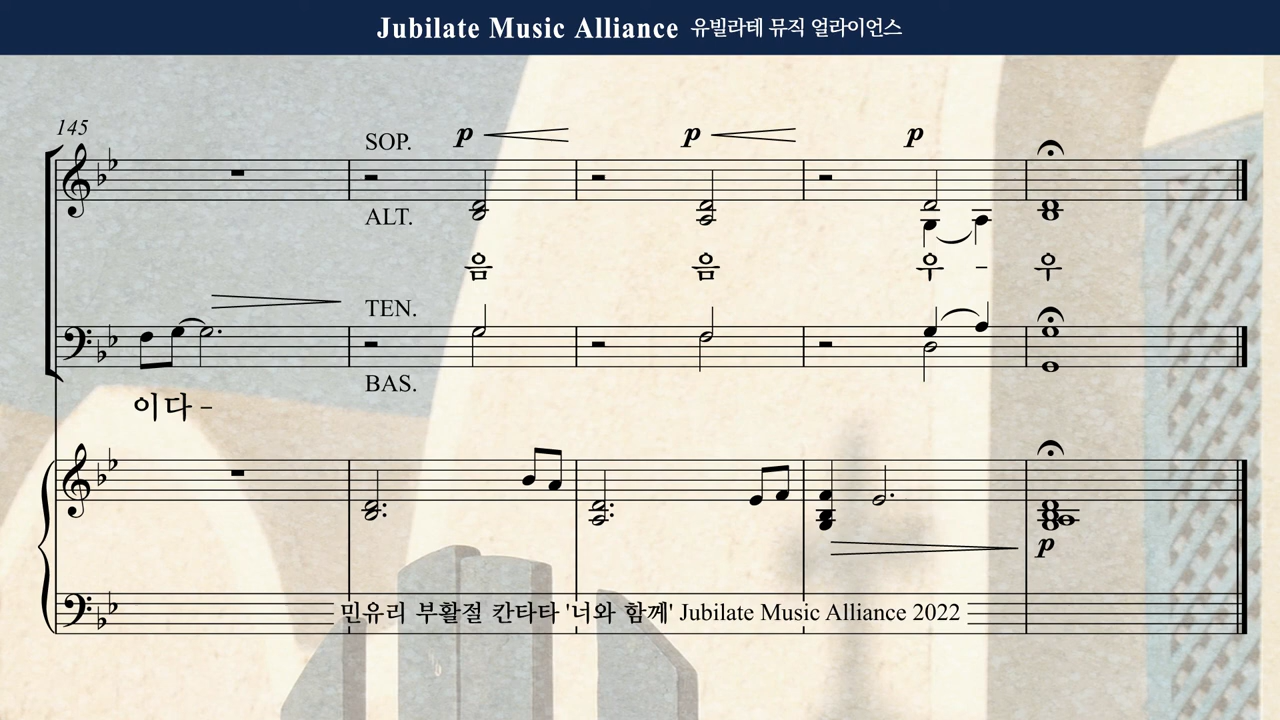 Jubilate Music Alliance 유빌라테 뮤직 얼라이언스
145
SOP.
p p p
ALT.
음 음 우 -
우
TEN.
BAS.
이다 -
p
민유리 부활절 칸타타 '너와 함께' Jubilate Music Alliance 2022